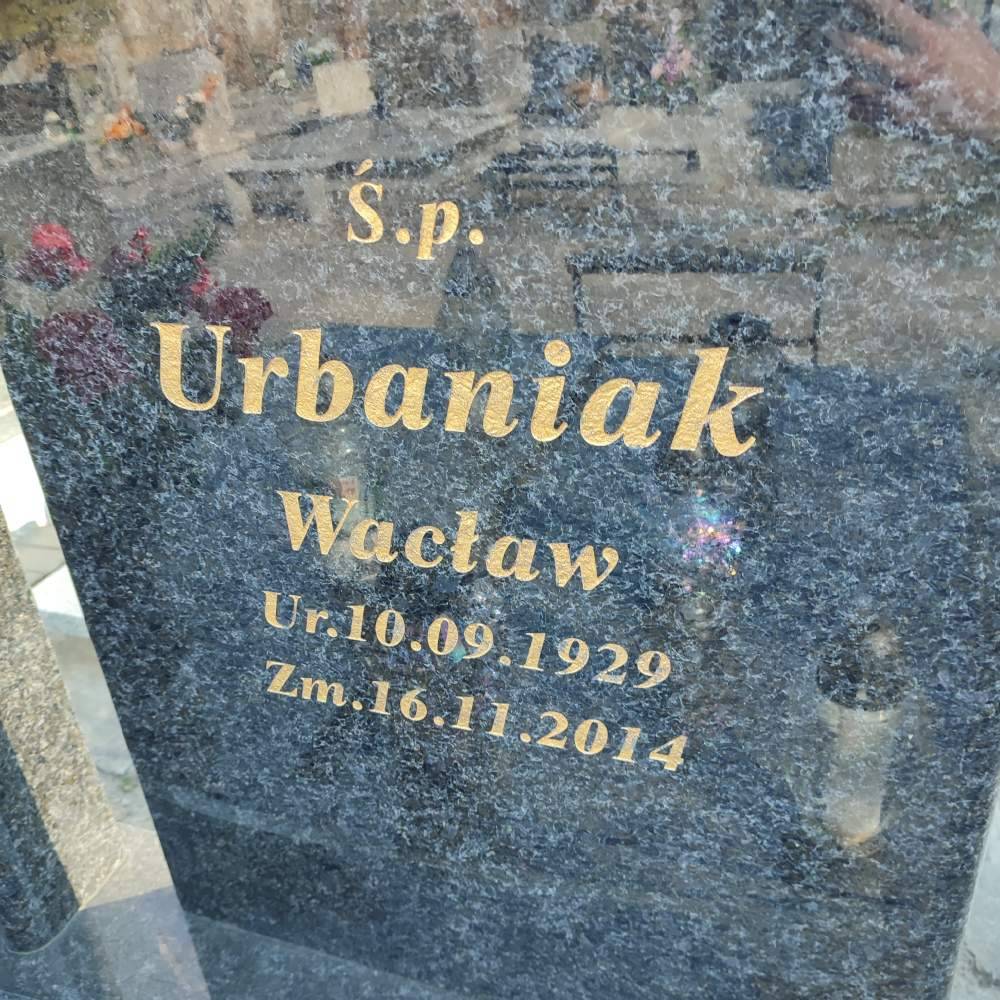 Ś.p.
Urbaniak
Wacław
Ur.10.09.1929
Zm.16.11.2014